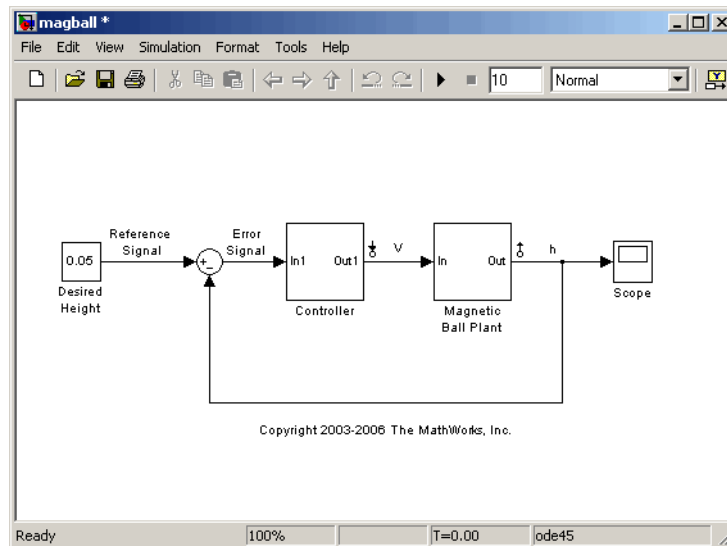 magball *
File Edit View Simulation Format Tools Help
10 Normal
Reference
Signal
Error
Signal
0.05
Desired
Height
+
-
In1 Out1
Controller
V
In Out
Magnetic
Ball Plant
h
Scope
Copyright 2003-2006 The MathWorks, Inc.
Ready 100% T=0.00 ode45